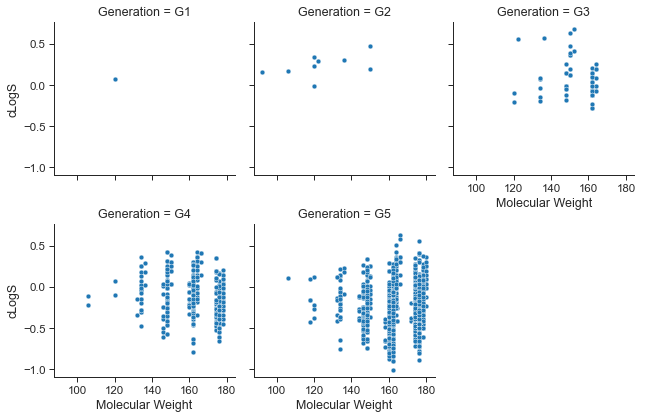 Generation = G1
Generation = G2
Generation = G3
cLogS
0.5
0.0
−0.5
−1.0
100 120 140 160 180
Molecular Weight
Generation = G4
Generation = G5
cLogS
0.5
0.0
−0.5
−1.0
100 120 140 160 180
Molecular Weight
100 120 140 160 180
Molecular Weight